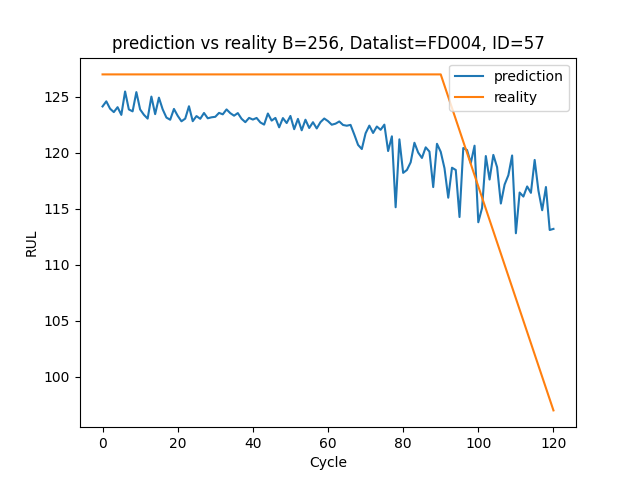 prediction vs reality B=256, Datalist=FD004, ID=57
prediction
reality
RUL
125
120
115
110
105
100
0 20 40 60 80 100 120
Cycle